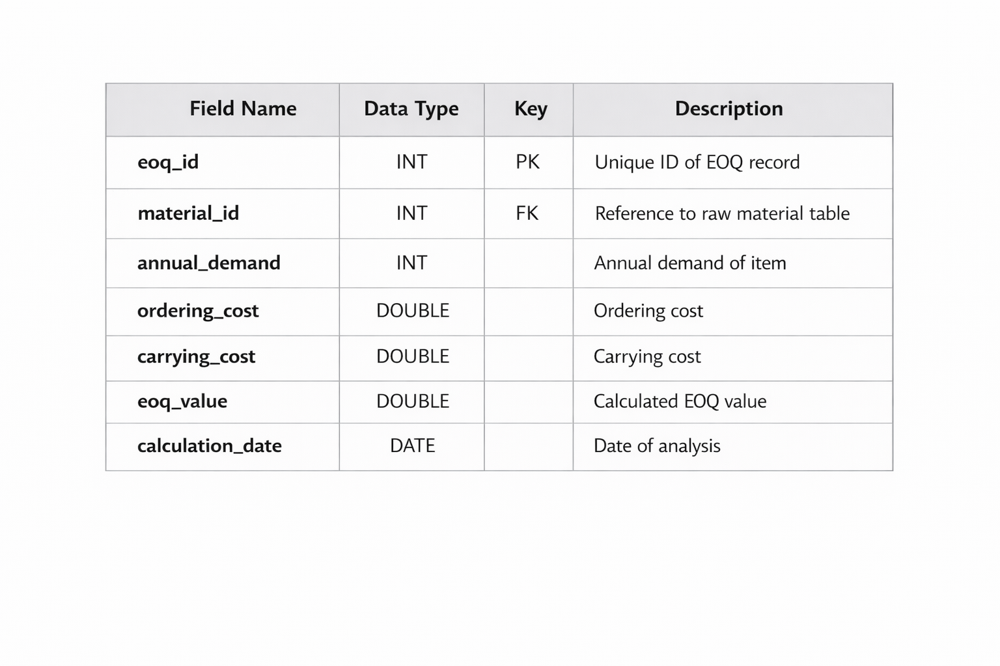 Field Name Data Type Key Description
eoq_id INT PK Unique ID of EOQ record
material_id INT FK Reference to raw material table
annual_demand INT Annual demand of item
ordering_cost DOUBLE Ordering cost
carrying_cost DOUBLE Carrying cost
eoq_value DOUBLE Calculated EOQ value
calculation_date DATE Date of analysis